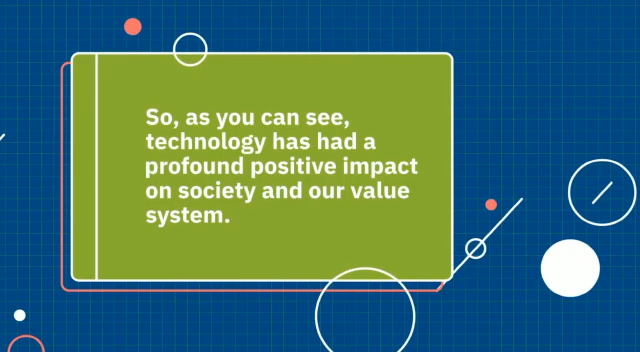 So, as you can see,
technology has had a
profound positive impact
on society and our value
system.